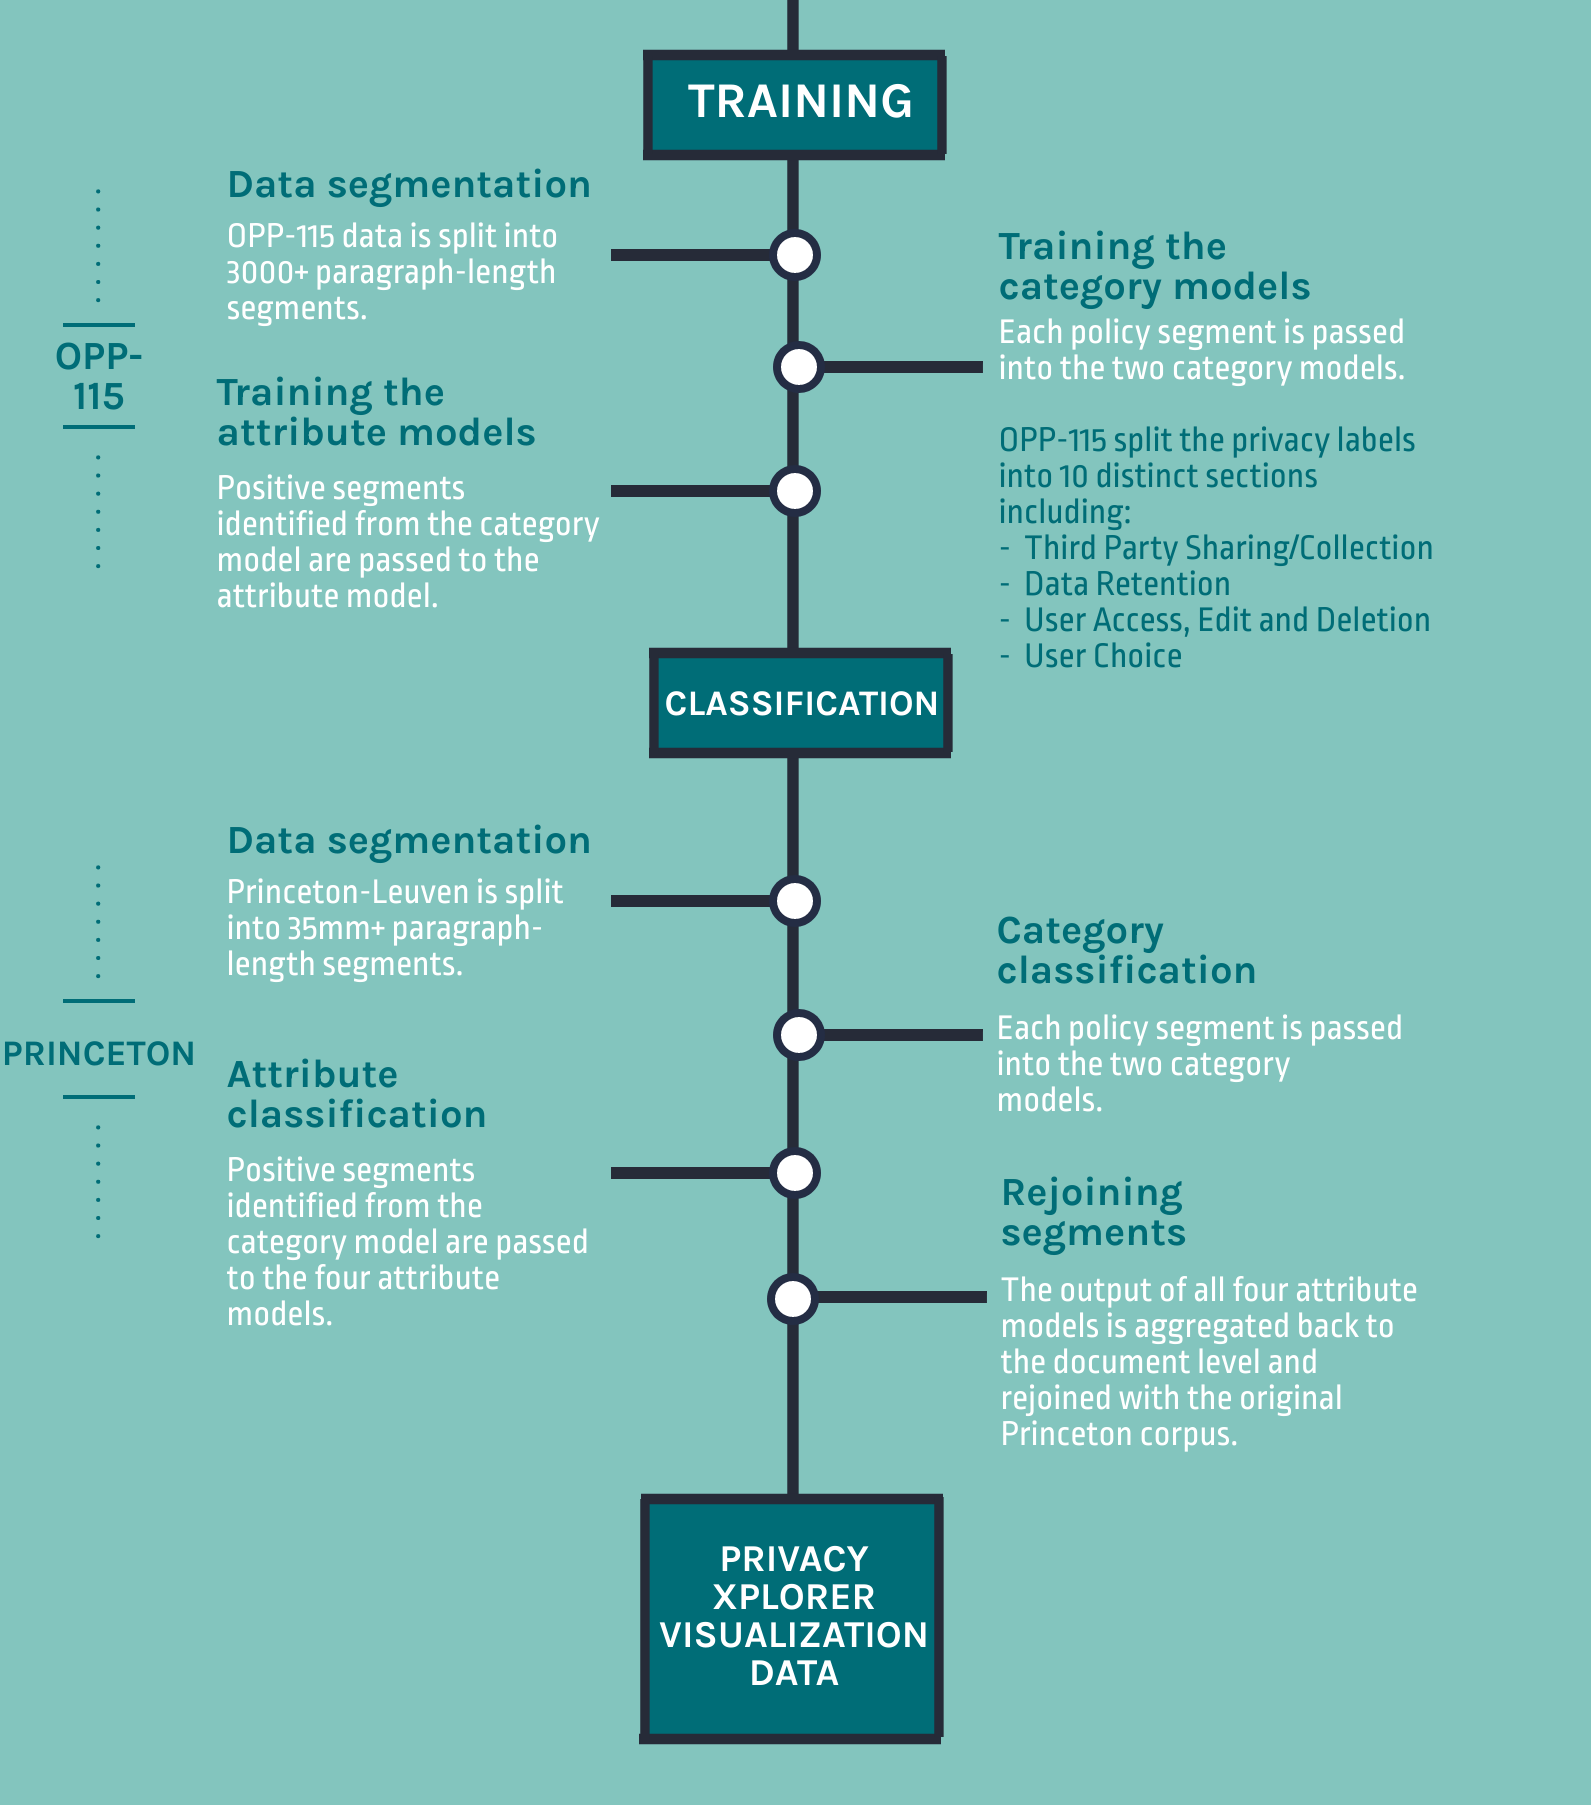 TRAINING
Data segmentation
OPP-115 data is split into
3000+ paragraph-length
segments.
Training the
category models
Each policy segment is passed
into the two category models.
OPP-115 split the privacy labels
into 10 distinct sections
including:
- Third Party Sharing/Collection
- Data Retention
- User Access, Edit and Deletion
- User Choice
OPP-
115
Training the
attribute models
Positive segments
identified from the category
model are passed to the
attribute model.
CLASSIFICATION
Data segmentation
Princeton-Leuven is split
into 35mm+ paragraph-
length segments.
Category
classification
Each policy segment is passed
into the two category
models.
PRINCETON
Attribute
classification
Positive segments
identified from the
category model are passed
to the four attribute
models.
Rejoining
segments
The output of all four attribute
models is aggregated back to
the document level and
rejoined with the original
Princeton corpus.
PRIVACY
XPLORER
VISUALIZATION
DATA